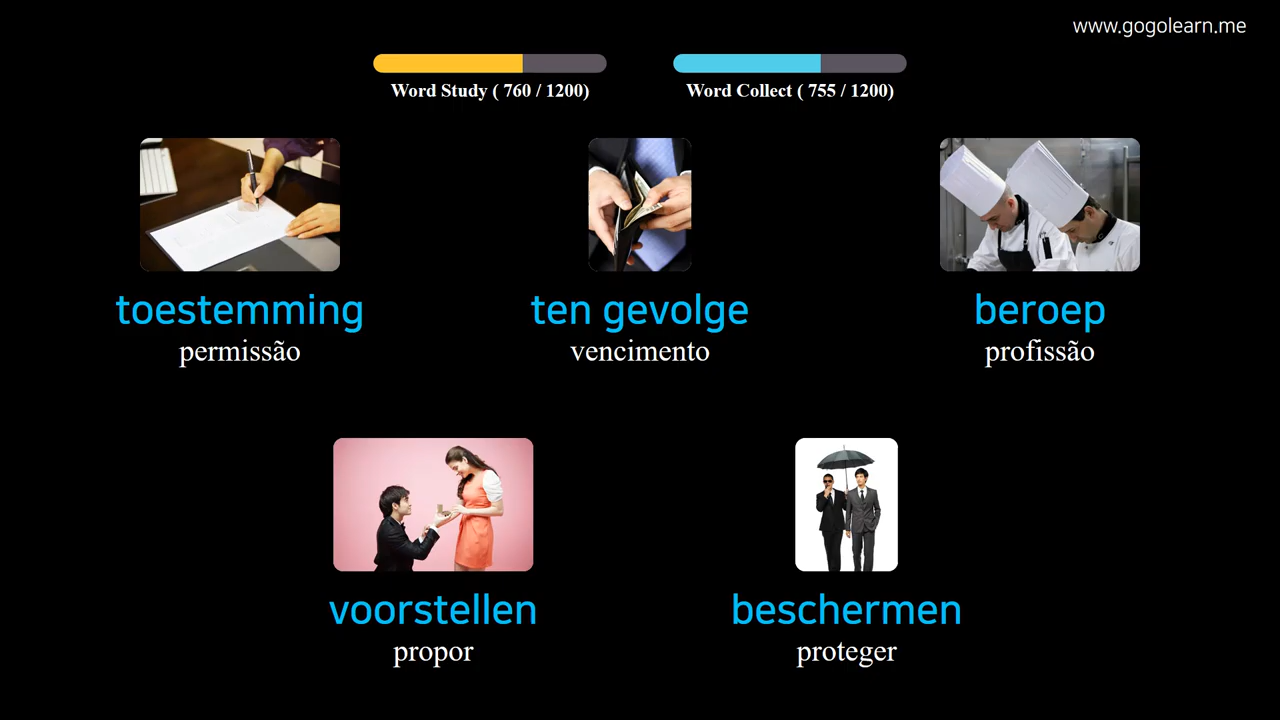 www.gogolearn.me
Word Study ( 760 / 1200)
Word Collect ( 755 / 1200)
toestemming
permissão
ten gevolge
vencimento
beroep
profissão
voorstellen
propor
beschermen
proteger